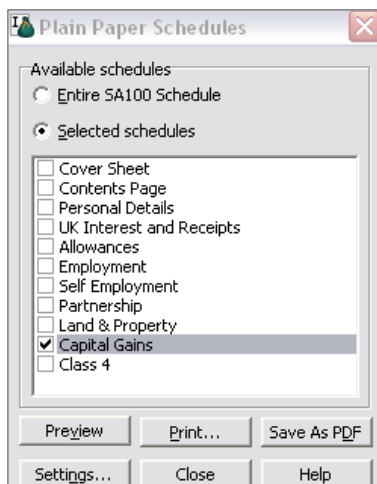 Plain Paper Schedules
Available schedules
Entire SA100 Schedule
Selected schedules
Cover Sheet
Contents Page
Personal Details
UK Interest and Receipts
Allowances
Employment
Self Employment
Partnership
Land & Property
Capital Gains
Class 4
Preview Print... Save As PDF
Settings... Close Help